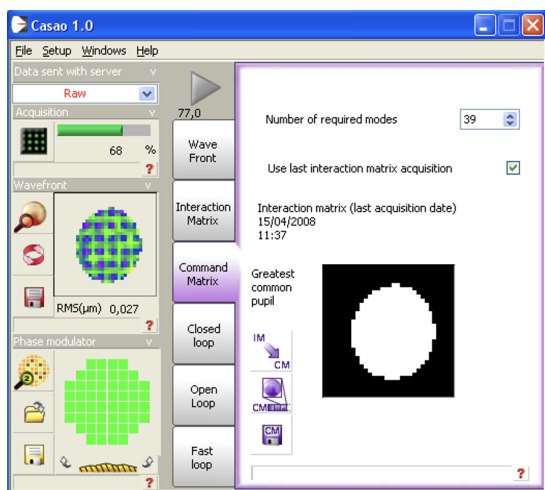 Casao 1.0
File Setup Windows Help
Data sent with server v
Raw
Acquisition v
68 %
?
Wavefront v
RMS(µm) 0,027
?
Phase modulator v
2
?
77,0
Wave
Front
Interaction
Matrix
Command
Matrix
Closed
loop
Open
Loop
Fast
loop
Number of required modes 39
Use last interaction matrix acquisition
Interaction matrix (last acquisition date)
15/04/2008
11:37
Greatest
common
pupil
IM
CM
CM
CM
?